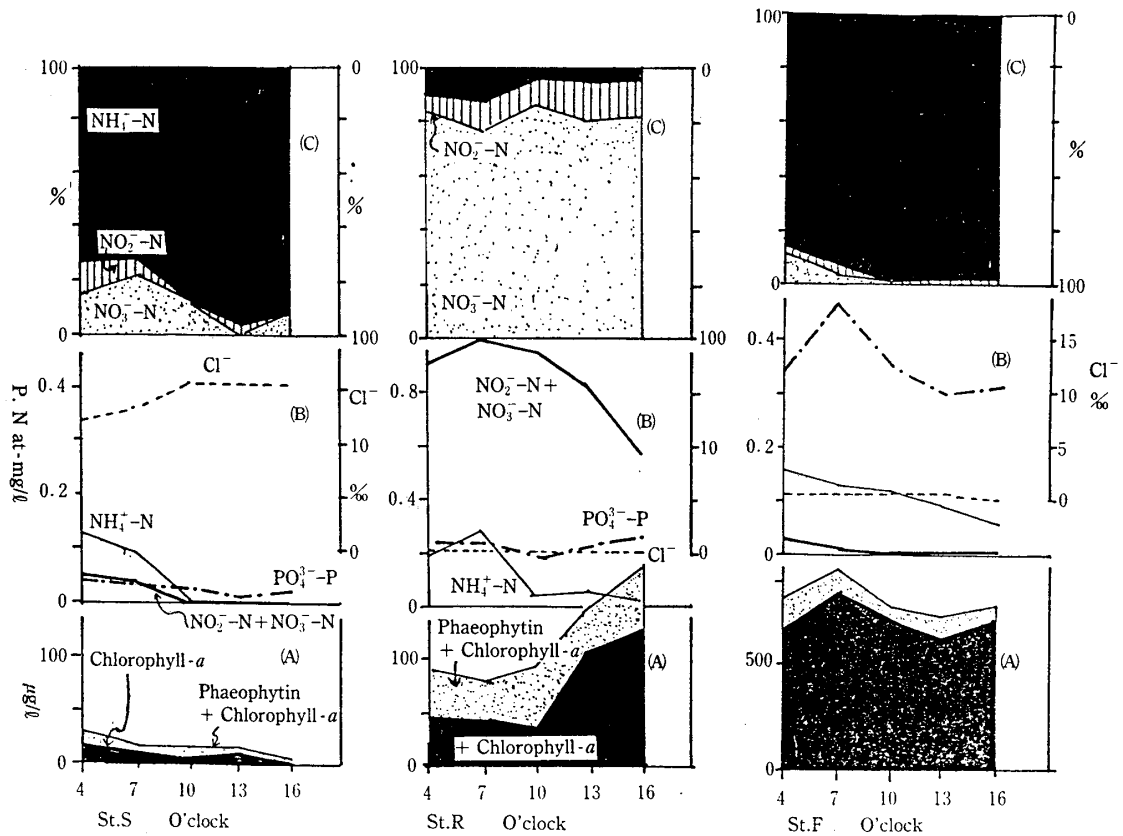 100
0
(C)
NH₄⁻-N
%
%
NO₂⁻-N
NO₃⁻-N
0
100
Cl⁻
0.4
Cl⁻
(B)
P. N at-mg/l
10
0.2
‰
NH₄⁺-N
0
PO₄³⁻-P
0
NO₂⁻-N+NO₃⁻-N
(A)
100
Chlorophyll-a
µg/l
Phaeophytin
+ Chlorophyll-a
0
4 7 10 13 16
St.S O'clock
100
0
(C)
NO₂⁻-N
NO₃⁻-N
0
100
0.8
NO₂⁻-N+
NO₃⁻-N
(B)
10
0.4
PO₄³⁻-P
Cl⁻
0
NH₄⁺-N
0
Phaeophytin
+ Chlorophyll-a
100
(A)
+ Chlorophyll-a
0
4 7 10 13 16
St.R O'clock
100
0
(C)
%
0
100
0.4
15
(B)
Cl⁻
10
‰
0.2
5
0
0
500
(A)
0
4 7 10 13 16
St.F O'clock